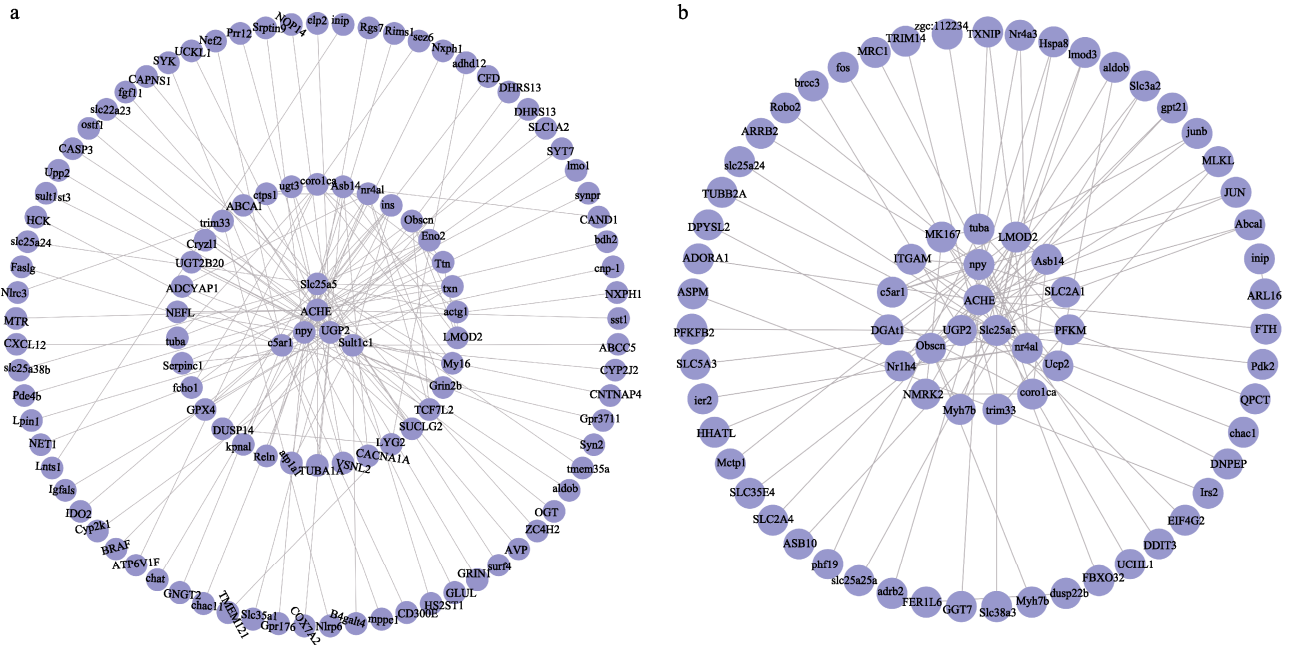 a
NOP14
elp2
inip
Rgs7
Rims1
sez6
Nxph1
adhd12
CFD
DHRS13
DHRS13
SLC1A2
SYT7
lmo1
synpr
CAND1
bdh2
cnp-1
NXPH1
sst1
ABCC5
CYP2J2
CNTNAP4
Gpr3711
Syn2
tmem35a
aldob
OGT
ZC4H2
AVP
surf4
GRIN1
GLUL
HS2ST1
CD300E
mppe1
B4galt4
Nlrp6
COX7A2
Gpr176
Slc35a1
TMEM121
chac11
GNGT2
chat
ATP6V1F
BRAF
Cyp2k1
IDO2
Igfals
Lnts1
NET1
Lpin1
Pde4b
slc25a38b
CXCL12
MTR
Nlrc3
Faslg
slc25a24
HCK
sult1st3
Upp2
CASP3
ostf1
slc22a23
fgf11
CAPNS1
SYK
UCKL1
Nef2
Prr12
Srptin9
coro1ca
Asb14
nr4al
ins
Obscn
Eno2
Ttn
txn
actg1
LMOD2
My16
Grin2b
TCF7L2
SUCLG2
LYG2
CACNA1A
VSNL2
TUBA1A
atp1a1
Reln
kpnal
DUSP14
GPX4
fcho1
Serpinc1
tuba
NEFL
ADCYAP1
UGT2B20
Cryzl1
trim33
ABCA1
ctps1
ugt3
Slc25a5
ACHE
npy
UGP2
c5ar1
Sult1c1
b
zgc:112234
TXNIP
Nr4a3
Hspa8
lmod3
aldob
Slc3a2
gpt21
junb
MLKL
JUN
Abcal
inip
ARL16
FTH
Pdk2
QPCT
chac1
DNPEP
Irs2
EIF4G2
DDIT3
UCIIL1
FBXO32
dusp22b
Myh7b
Slc38a3
GGT7
FER1L6
adrb2
slc25a25a
phf19
ASB10
SLC2A4
SLC35E4
Mctp1
HHATL
ier2
SLC5A3
PFKFB2
ASPM
ADORA1
DPYSL2
TUBB2A
slc25a24
ARRB2
Robo2
brcc3
fos
MRC1
TRIM14
tuba
LMOD2
Asb14
SLC2A1
PFKM
Ucp2
coro1ca
trim33
Myh7b
NMRK2
Nr1h4
DGAt1
c5ar1
ITGAM
MK167
npy
ACHE
UGP2
Slc25a5
Obscn
nr4al